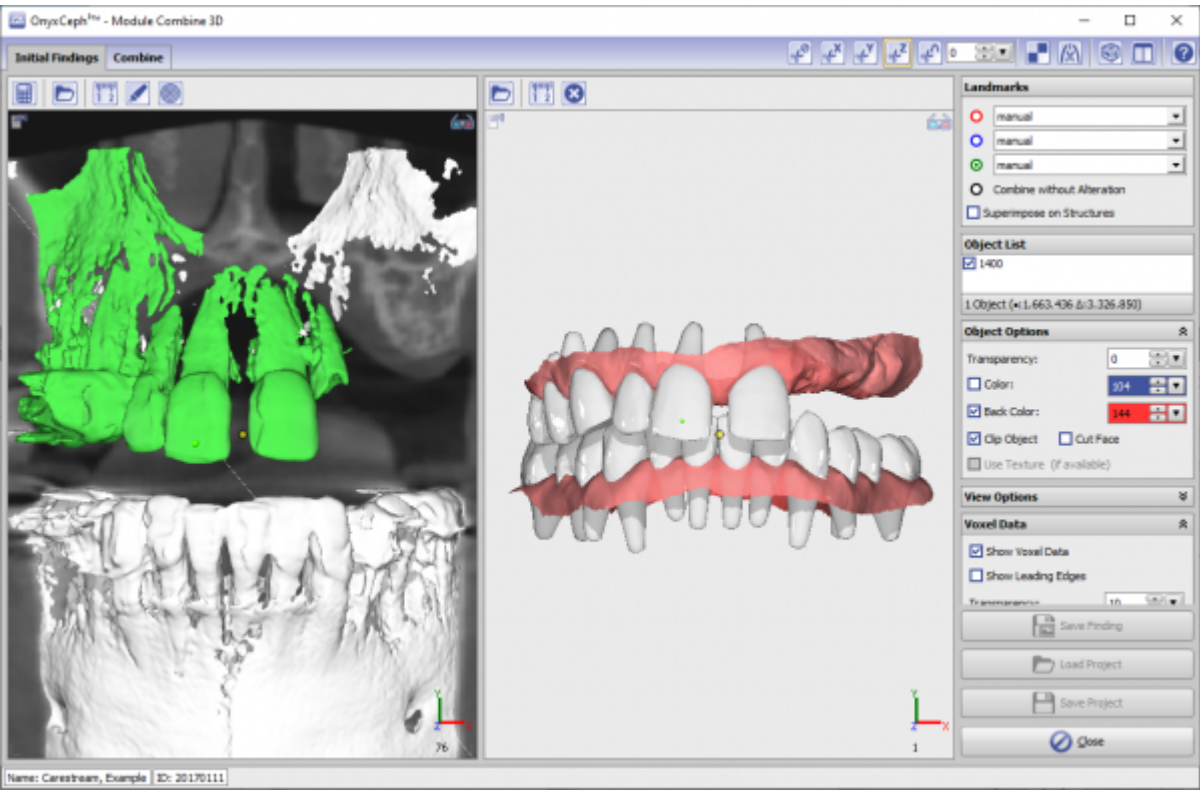 OnyxCeph³™ - Module Combine 3D
Initial Findings Combine
0
Landmarks
manual
manual
manual
Combine without Alteration
Superimpose on Structures
Object List
1400
1 Object (•:1.663.436 Δ:3.326.850)
Object Options
Transparency: 0
Color: 104
Back Color: 144
Clip Object Cut Face
Use Texture (if available)
View Options
Voxel Data
Show Voxel Data
Show Leading Edges
Transparency: 10
Save Finding
Load Project
Save Project
Close
Y
X
Z
76
Y
X
Z
1
Name: Carestream, Example ID: 20170111